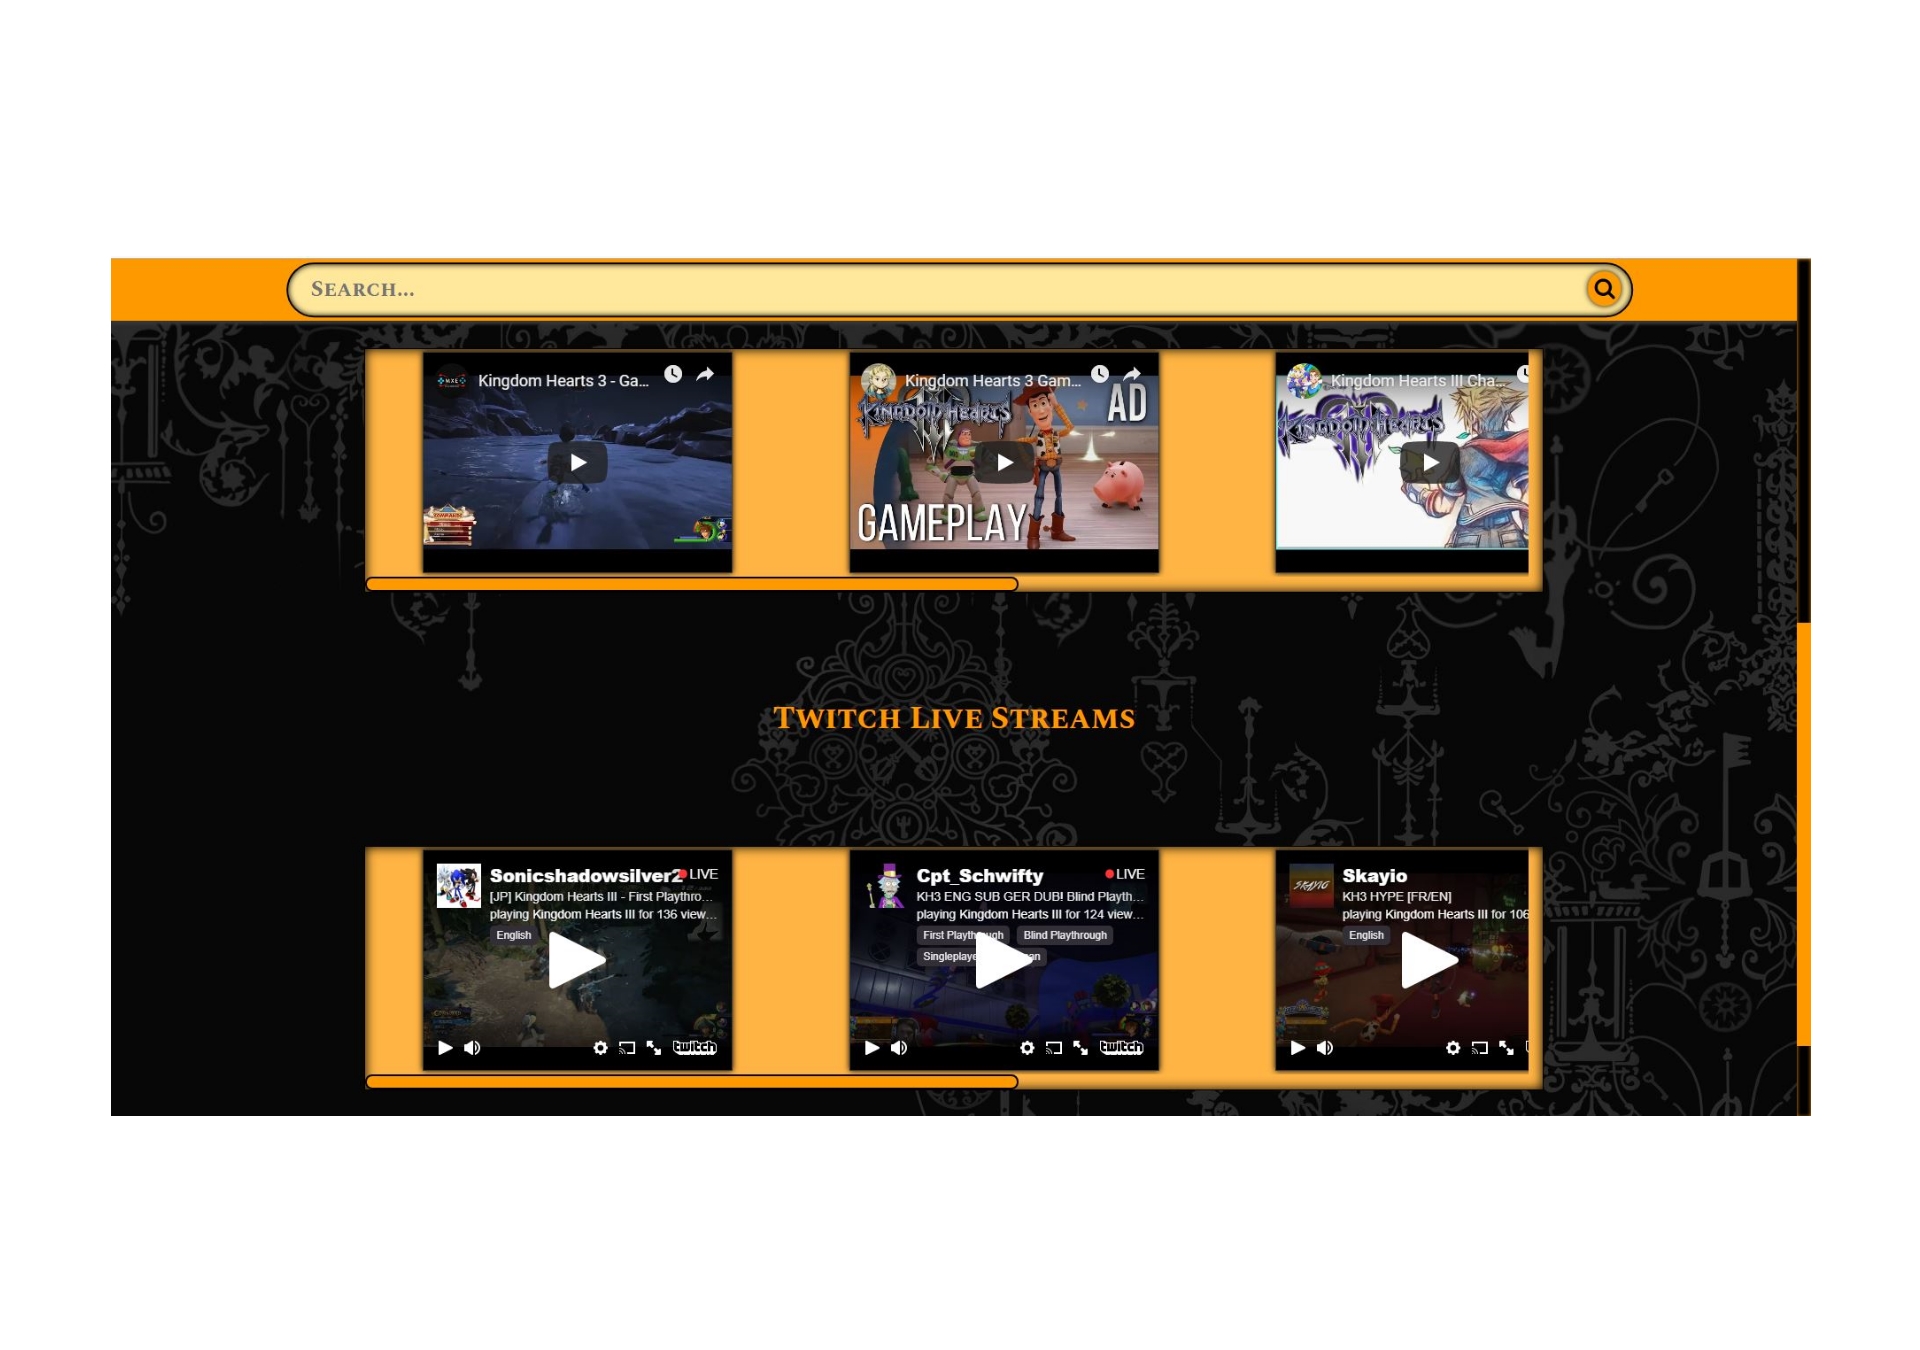 Search...
Kingdom Hearts 3 - Ga...
Kingdom Hearts 3 Gam...
Kingdom Hearts III Cha...
KINGDOM HEARTS
AD
KINGDOM HEARTS
GAMEPLAY
Twitch Live Streams
Sonicshadowsilver2 LIVE
[JP] Kingdom Hearts III - First Playthro...
playing Kingdom Hearts III for 136 view...
English
twitch
Cpt_Schwifty LIVE
KH3 ENG SUB GER DUB! Blind Playth...
playing Kingdom Hearts III for 124 view...
First Playthrough Blind Playthrough
Singleplaye
twitch
SKAYIO
Skayio
KH3 HYPE [FR/EN]
playing Kingdom Hearts III for 106
English